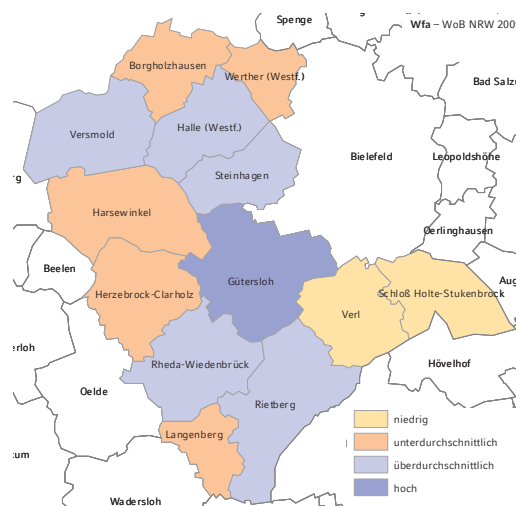 Spenge
Wfa – WoB NRW 200
Borgholzhausen
Werther (Westf.)
Bad Salzu
Versmold
Halle (Westf.)
Bielefeld
Leopoldshöhe
rg
Steinhagen
Harsewinkel
Oerlinghausen
Beelen
Gütersloh
Aug
Herzebrock-Clarholz
Schloß Holte-Stukenbrock
Verl
erloh
Rheda-Wiedenbrück
Hövelhof
Oelde
Rietberg
niedrig
Langenberg
unterdurchschnittlich
um
überdurchschnittlich
hoch
Wadersloh